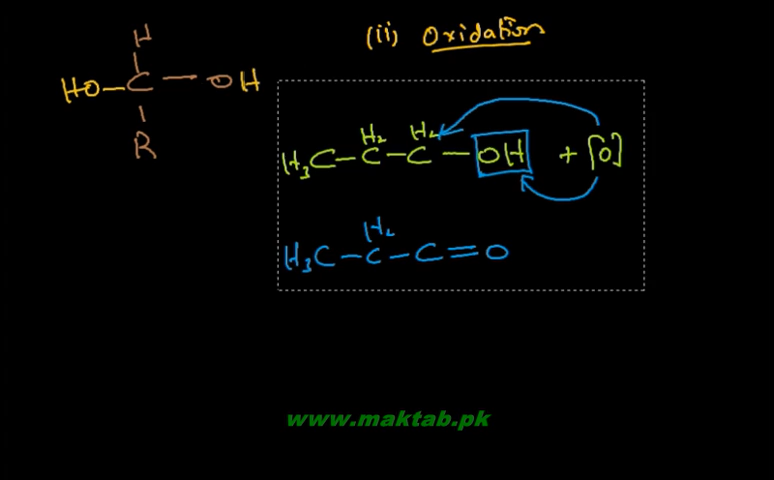 (ii) Oxidation
H
HO-C-OH
R
H₂ H₂
H₃C-C-C-OH + [O]
H₂
H₃C-C-C=O
www.maktab.pk